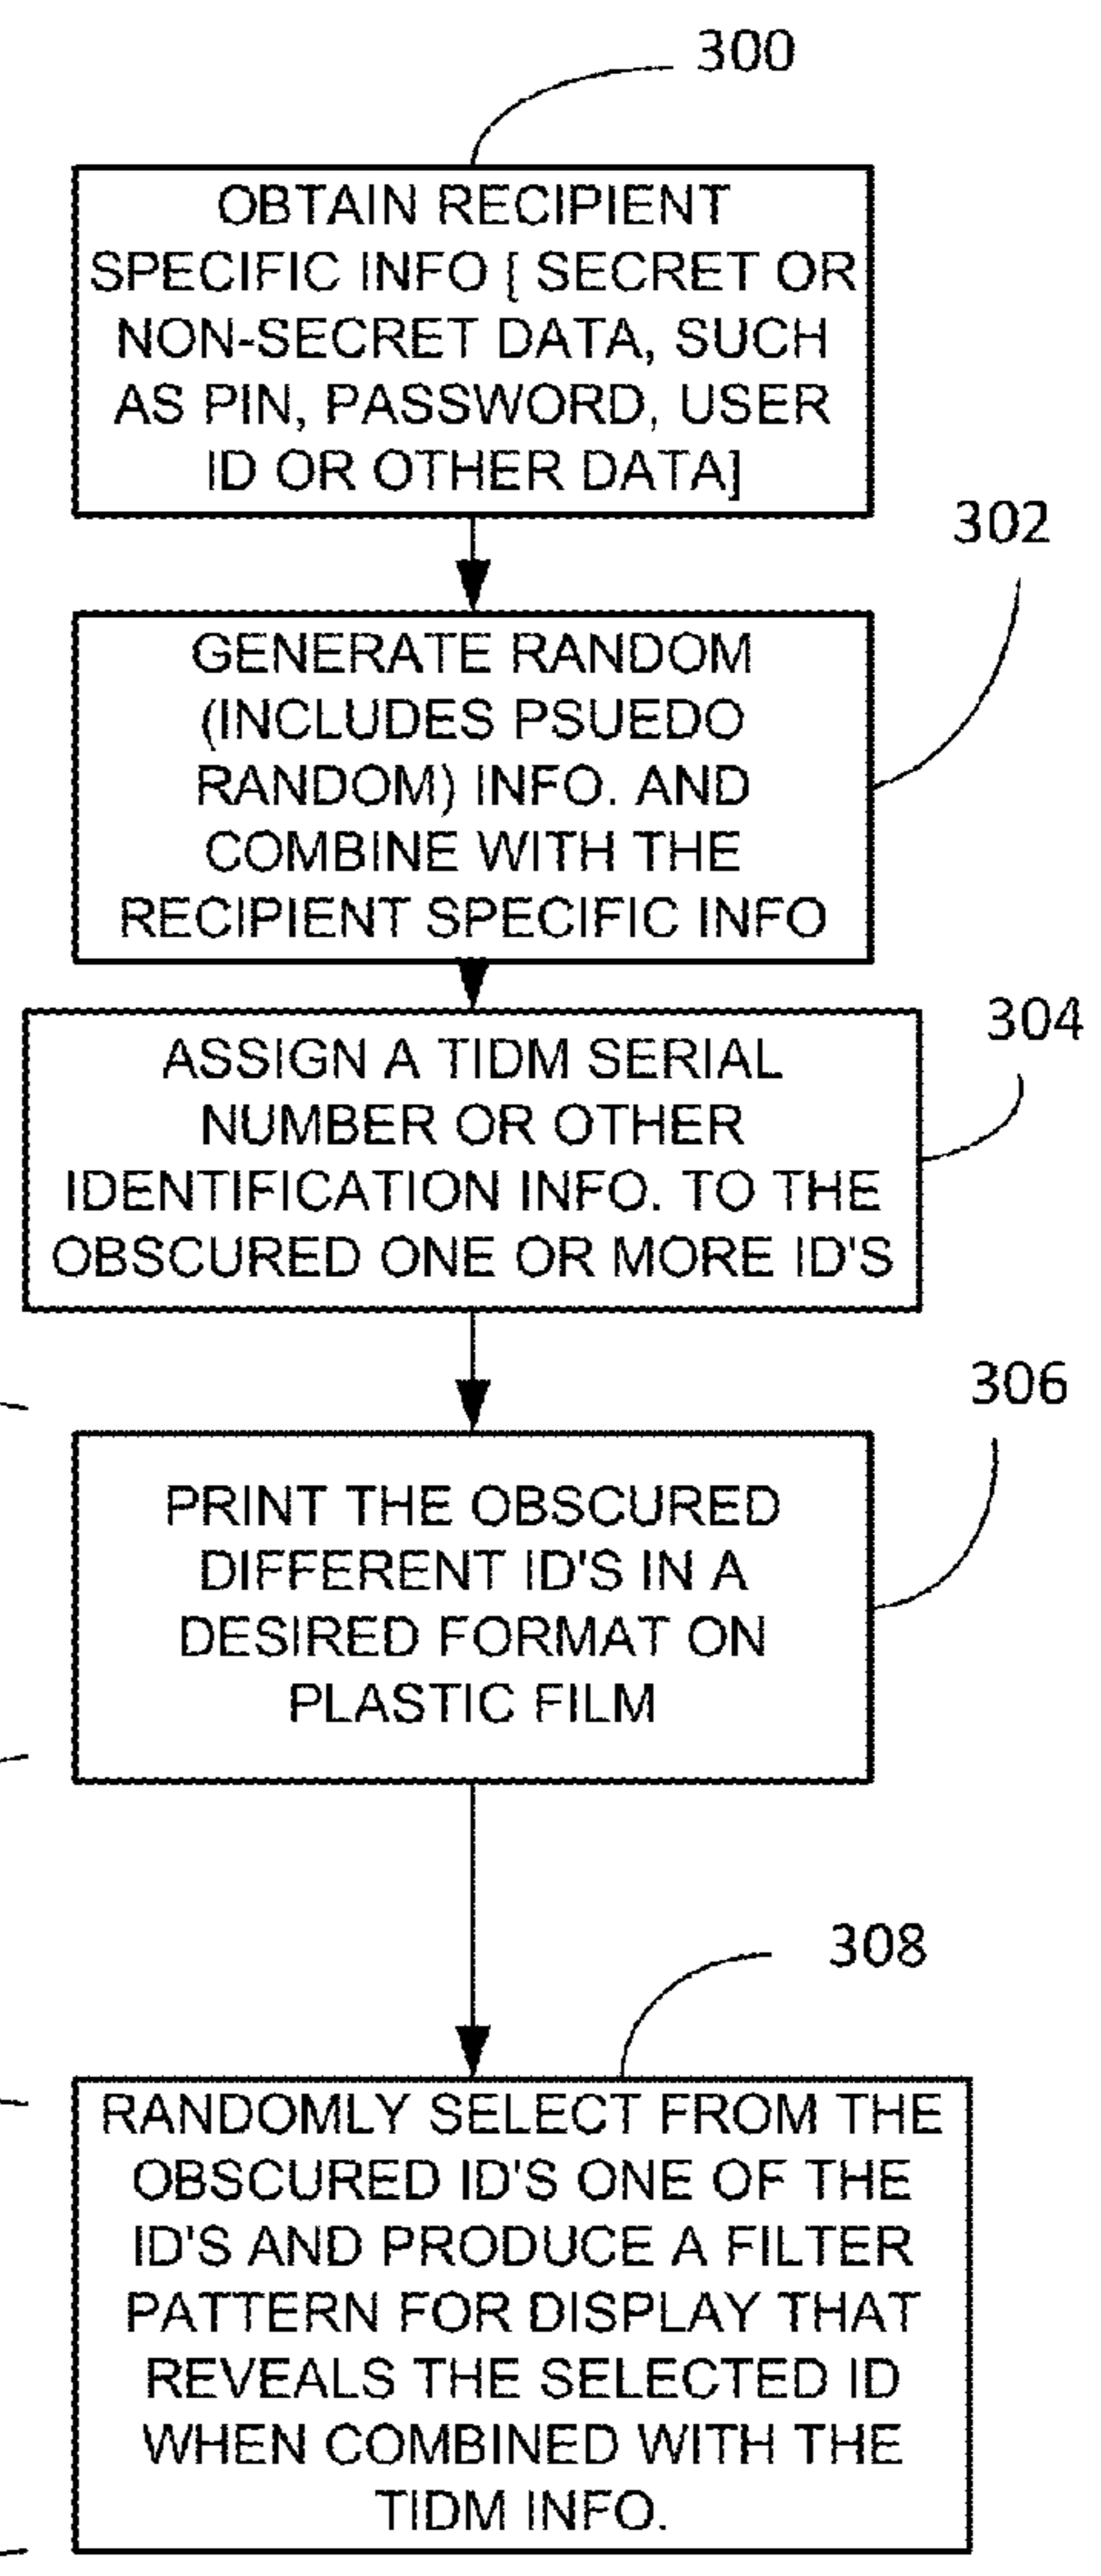 300
OBTAIN RECIPIENT
SPECIFIC INFO [ SECRET OR
NON-SECRET DATA, SUCH
AS PIN, PASSWORD, USER
ID OR OTHER DATA]
302
GENERATE RANDOM
(INCLUDES PSUEDO
RANDOM) INFO. AND
COMBINE WITH THE
RECIPIENT SPECIFIC INFO
304
ASSIGN A TIDM SERIAL
NUMBER OR OTHER
IDENTIFICATION INFO. TO THE
OBSCURED ONE OR MORE ID'S
306
PRINT THE OBSCURED
DIFFERENT ID'S IN A
DESIRED FORMAT ON
PLASTIC FILM
308
RANDOMLY SELECT FROM THE
OBSCURED ID'S ONE OF THE
ID'S AND PRODUCE A FILTER
PATTERN FOR DISPLAY THAT
REVEALS THE SELECTED ID
WHEN COMBINED WITH THE
TIDM INFO.